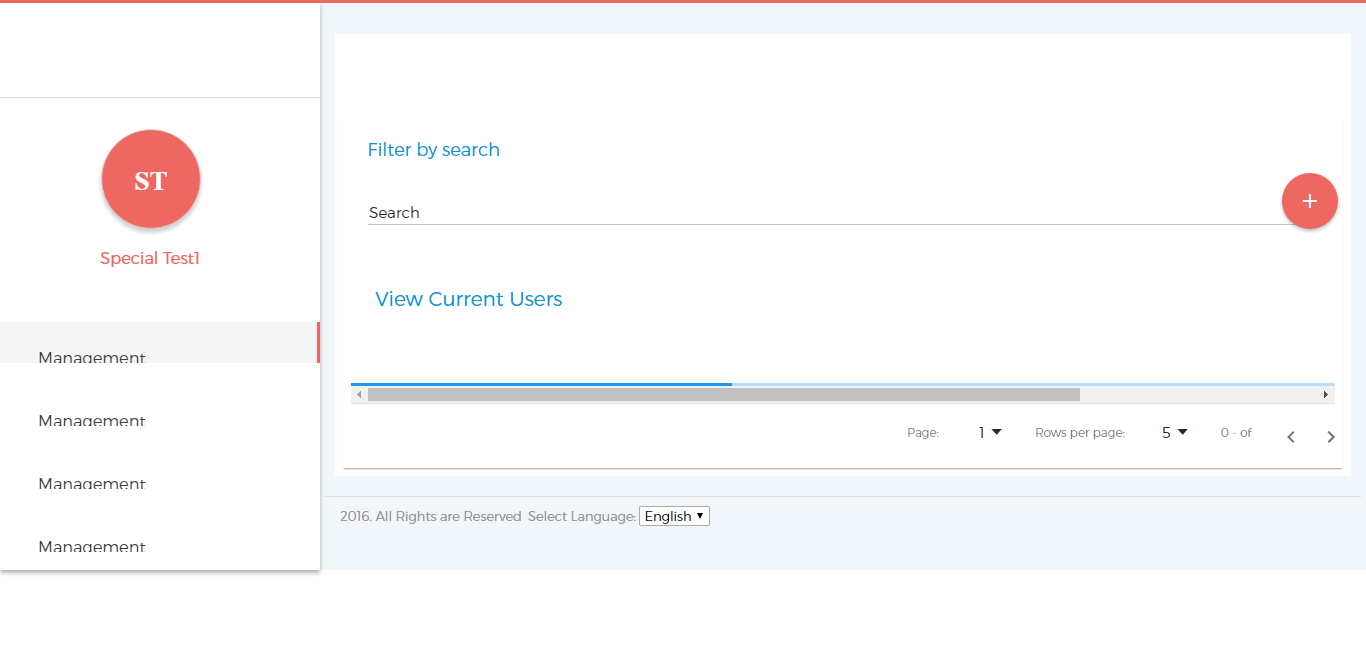 ST
Special Test1
Management
Management
Management
Management
Filter by search
Search
+
View Current Users
Page: 1 Rows per page: 5 0 - of
2016. All Rights are Reserved Select Language: English